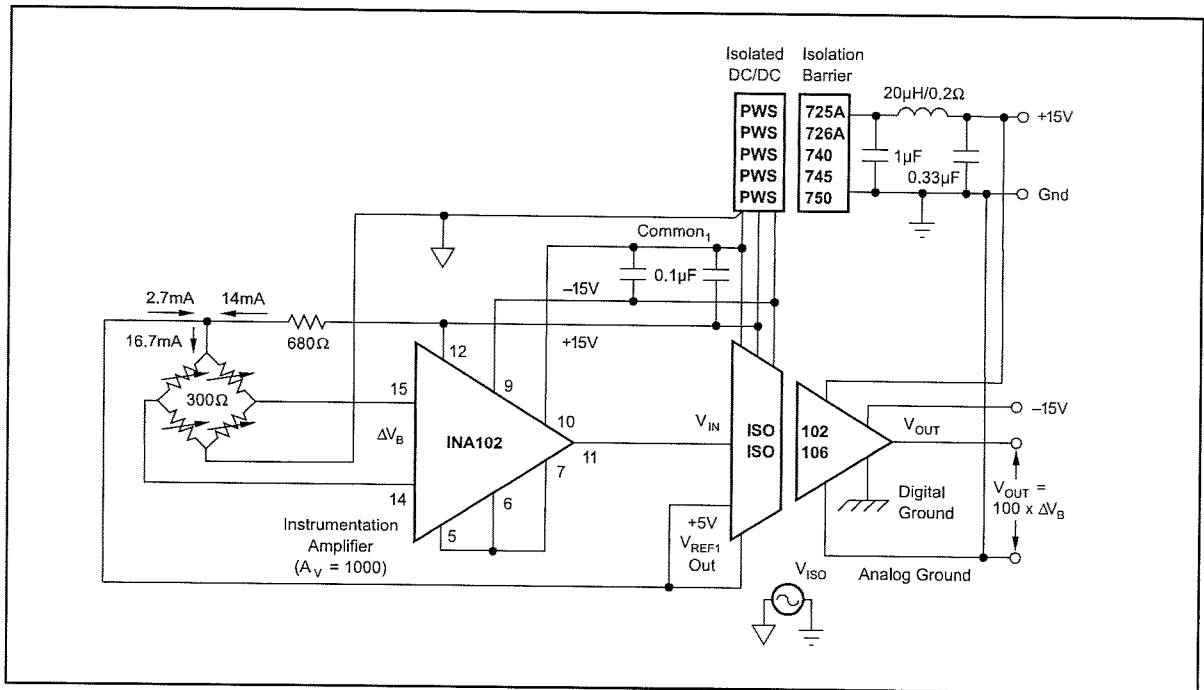 Isolated
DC/DC
Isolation
Barrier
PWS
PWS
PWS
PWS
PWS
725A
726A
740
745
750
20µH/0.2Ω
+15V
1µF
0.33µF
Gnd
Common1
0.1µF
–15V
2.7mA
14mA
16.7mA
680Ω
+15V
300Ω
12
9
15
10
ΔVB
INA102
11
7
14
6
5
Instrumentation
Amplifier
(AV = 1000)
VIN
ISO
ISO
102
106
–15V
VOUT
VOUT =
100 x ΔVB
Digital
Ground
+5V
VREF1
Out
Analog Ground
VISO